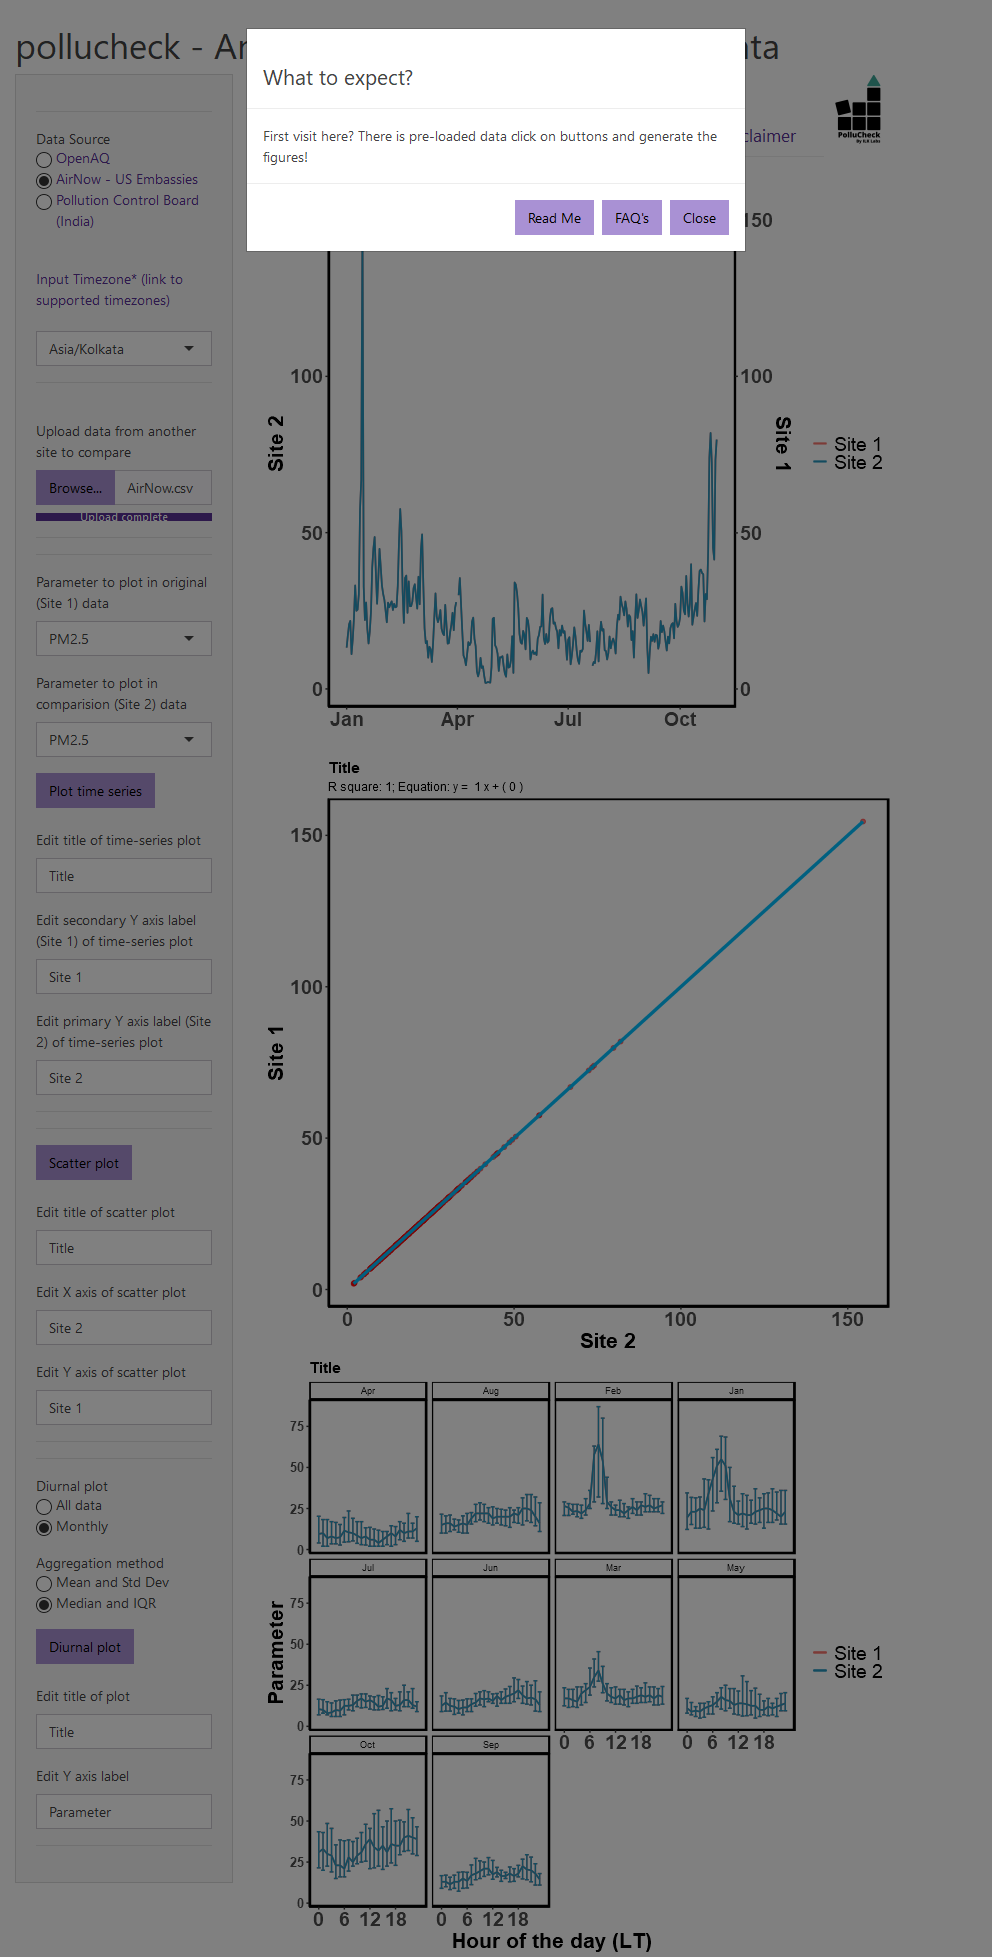 pollucheck - An
ata
What to expect?
First visit here? There is pre-loaded data click on buttons and generate the
figures!
Read Me
FAQ's
Close
claimer
PolluCheck
By ILK Labs
Data Source
OpenAQ
AirNow - US Embassies
Pollution Control Board
(India)
Input Timezone* (link to
supported timezones)
Asia/Kolkata
Upload data from another
site to compare
Browse...
AirNow.csv
Upload complete
Parameter to plot in original
(Site 1) data
PM2.5
Parameter to plot in
comparision (Site 2) data
PM2.5
Plot time series
Edit title of time-series plot
Title
Edit secondary Y axis label
(Site 1) of time-series plot
Site 1
Edit primary Y axis label (Site
2) of time-series plot
Site 2
Scatter plot
Edit title of scatter plot
Title
Edit X axis of scatter plot
Site 2
Edit Y axis of scatter plot
Site 1
Diurnal plot
All data
Monthly
Aggregation method
Mean and Std Dev
Median and IQR
Diurnal plot
Edit title of plot
Title
Edit Y axis label
Parameter
150
100
100
Site 2
Site 1
Site 1
Site 2
50
50
0
0
Jan Apr Jul Oct
Title
R square: 1; Equation: y = 1 x + ( 0 )
150
100
Site 1
50
0
0 50 100 150
Site 2
Title
Apr Aug Feb Jan
75
50
25
0
Jul Jun Mar May
75
50
25
0
Parameter
Site 1
Site 2
0 6 12 18 0 6 12 18
Oct Sep
75
50
25
0
0 6 12 18 0 6 12 18
Hour of the day (LT)